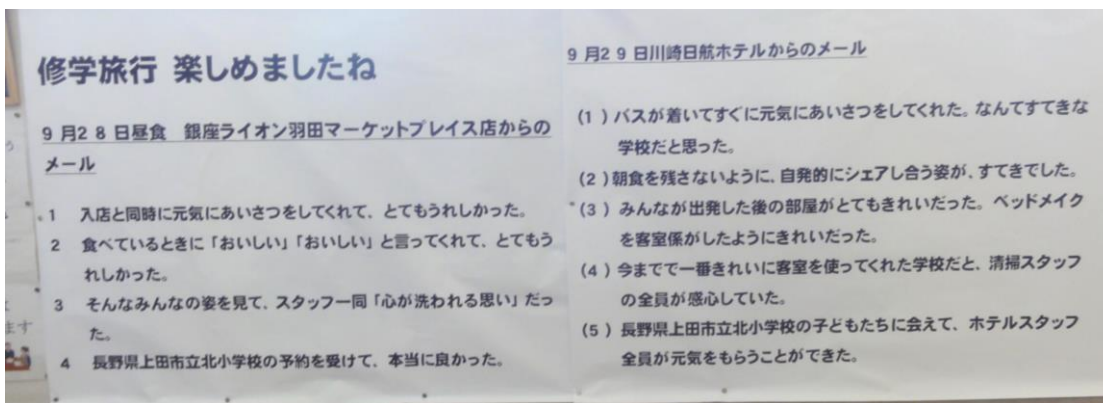 修学旅行 楽しめましたね
9月28日昼食 銀座ライオン羽田マーケットプレイス店からの
メール
1 入店と同時に元気にあいさつをしてくれて、とてもうれしかった。
2 食べているときに「おいしい」「おいしい」と言ってくれて、とてもう
れしかった。
3 そんなみんなの姿を見て、スタッフ一同「心が洗われる思い」だっ
た。
4 長野県上田市立北小学校の予約を受けて、本当に良かった。
9月29日川崎日航ホテルからのメール
(1)バスが着いてすぐに元気にあいさつをしてくれた。なんてすてきな
学校だと思った。
(2)朝食を残さないように、自発的にシェアし合う姿が、すてきでした。
(3)みんなが出発した後の部屋がとてもきれいだった。ベッドメイク
を客室係がしたようにきれいだった。
(4)今までで一番きれいに客室を使ってくれた学校だと、清掃スタッフ
の全員が感心していた。
(5)長野県上田市立北小学校の子どもたちに会えて、ホテルスタッフ
全員が元気をもらうことができた。
ます